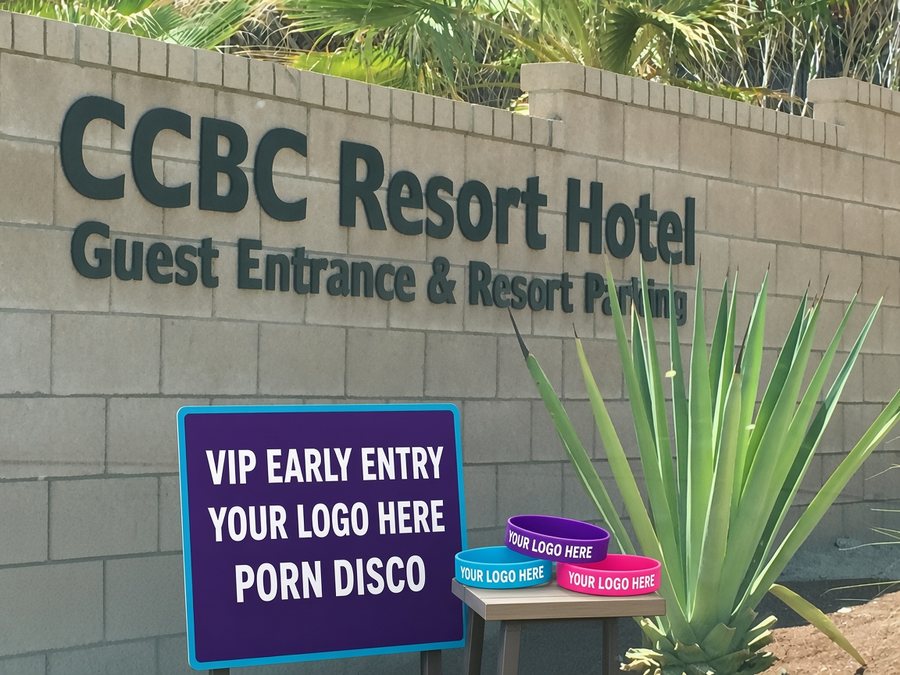 CCBC Resort Hotel
Guest Entrance & Resort Parking
VIP EARLY ENTRY
YOUR LOGO HERE
PORN DISCO
YOUR LOGO HERE
YOUR LOGO HERE
YOUR LOGO HERE